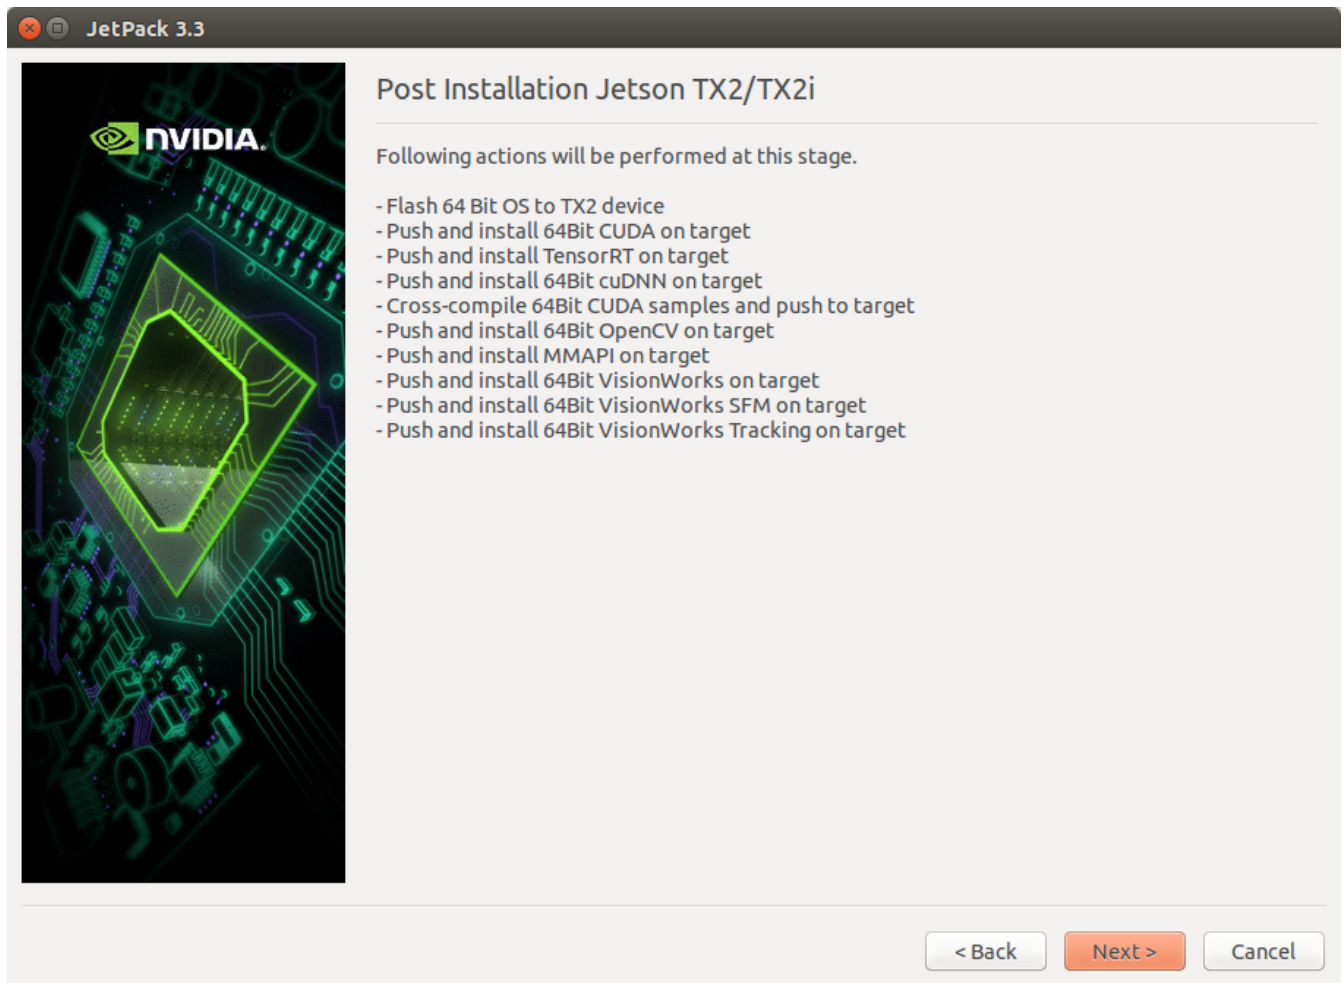 JetPack 3.3
NVIDIA.
Post Installation Jetson TX2/TX2i
Following actions will be performed at this stage.
- Flash 64 Bit OS to TX2 device
- Push and install 64Bit CUDA on target
- Push and install TensorRT on target
- Push and install 64Bit cuDNN on target
- Cross-compile 64Bit CUDA samples and push to target
- Push and install 64Bit OpenCV on target
- Push and install MMAPI on target
- Push and install 64Bit VisionWorks on target
- Push and install 64Bit VisionWorks SFM on target
- Push and install 64Bit VisionWorks Tracking on target
< Back Next > Cancel